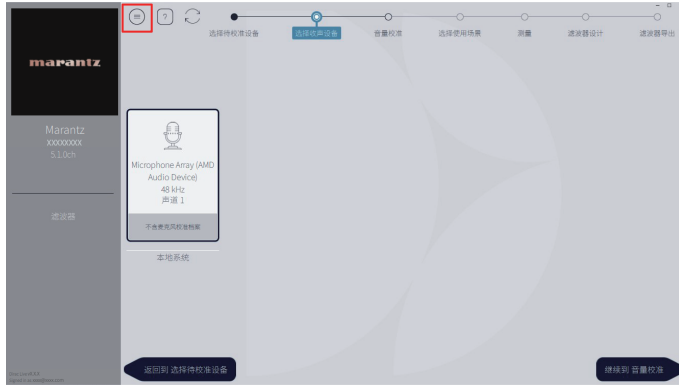 ?
选择待校准设备
选择收声设备
音量校准
选择使用场景
测量
滤波器设计
滤波器导出
marantz
Marantz
XXXXXXXX
5.1.0ch
滤波器
Microphone Array (AMD
Audio Device)
48 kHz
声道 1
不含麦克风校准档案
本地系统
返回到 选择待校准设备
继续到 音量校准